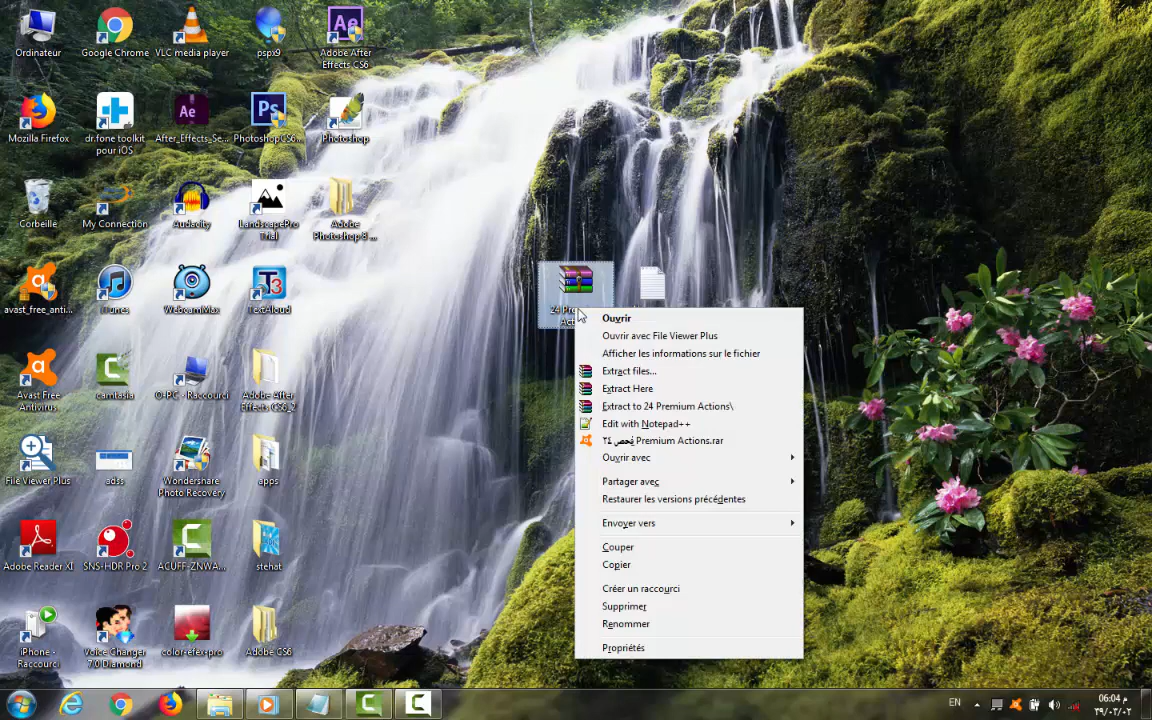 Ordinateur
Google Chrome
VLC media player
pspx9
Adobe After
Effects CS6
Mozilla Firefox
dr.fone toolkit
pour iOS
After_Effects_Se...
PhotoshopCS6...
Photoshop
Corbeille
My Connection
Audacity
LandscapePro
Trial
Adobe
Photoshop 8 ...
avast_free_anti...
iTunes
WebcamMax
TextAloud
Avast Free
Antivirus
camtasia
O-PC - Raccourci
Adobe After
Effects CS6_2
File Viewer Plus
adss
Wondershare
Photo Recovery
apps
Adobe Reader XI
SNS-HDR Pro 2
ACUFF-ZNWA...
stehat
iPhone -
Raccourci
Voice Changer
7.0 Diamond
color-efex-pro
Adobe CS6
Ouvrir
Ouvrir avec File Viewer Plus
Afficher les informations sur le fichier
Extract files...
Extract Here
Extract to 24 Premium Actions\
Edit with Notepad++
فحص ٢٤ Premium Actions.rar
Ouvrir avec
Partager avec
Restaurer les versions précédentes
Envoyer vers
Couper
Copier
Créer un raccourci
Supprimer
Renommer
Propriétés
EN
06:04 م
٣٩/٠٣/٠٢